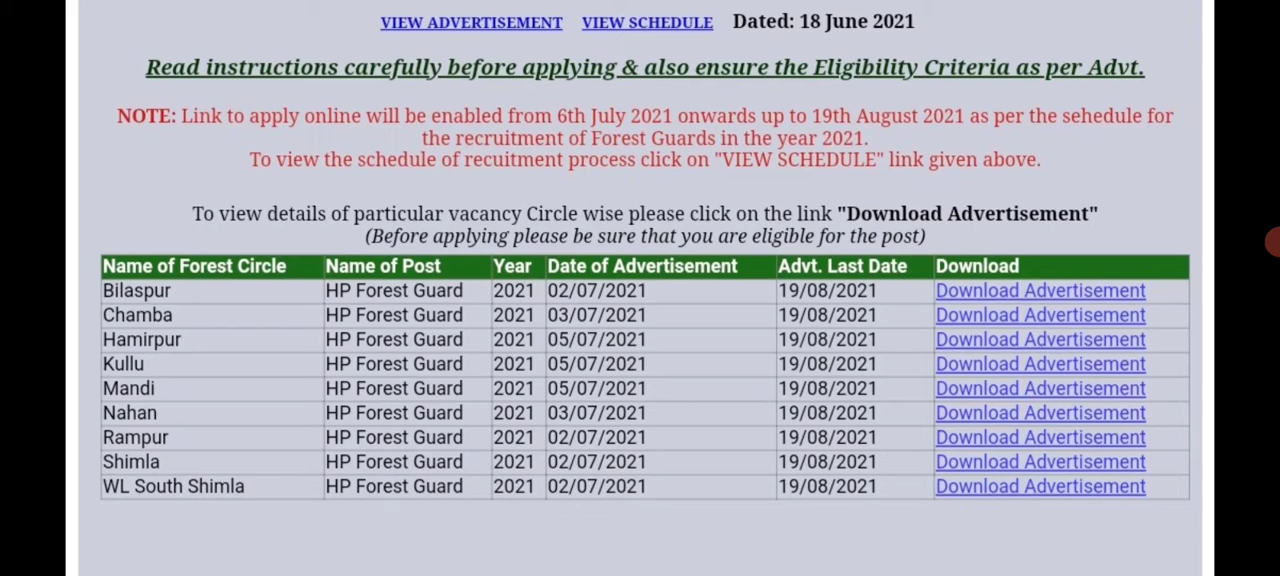 VIEW ADVERTISEMENT VIEW SCHEDULE Dated: 18 June 2021
Read instructions carefully before applying & also ensure the Eligibility Criteria as per Advt.
NOTE: Link to apply online will be enabled from 6th July 2021 onwards up to 19th August 2021 as per the sehedule for
the recruitment of Forest Guards in the year 2021.
To view the schedule of recuitment process click on "VIEW SCHEDULE" link given above.
To view details of particular vacancy Circle wise please click on the link "Download Advertisement"
(Before applying please be sure that you are eligible for the post)
Name of Forest Circle Name of Post Year Date of Advertisement Advt. Last Date Download
Bilaspur HP Forest Guard 2021 02/07/2021 19/08/2021 Download Advertisement
Chamba HP Forest Guard 2021 03/07/2021 19/08/2021 Download Advertisement
Hamirpur HP Forest Guard 2021 05/07/2021 19/08/2021 Download Advertisement
Kullu HP Forest Guard 2021 05/07/2021 19/08/2021 Download Advertisement
Mandi HP Forest Guard 2021 05/07/2021 19/08/2021 Download Advertisement
Nahan HP Forest Guard 2021 03/07/2021 19/08/2021 Download Advertisement
Rampur HP Forest Guard 2021 02/07/2021 19/08/2021 Download Advertisement
Shimla HP Forest Guard 2021 02/07/2021 19/08/2021 Download Advertisement
WL South Shimla HP Forest Guard 2021 02/07/2021 19/08/2021 Download Advertisement